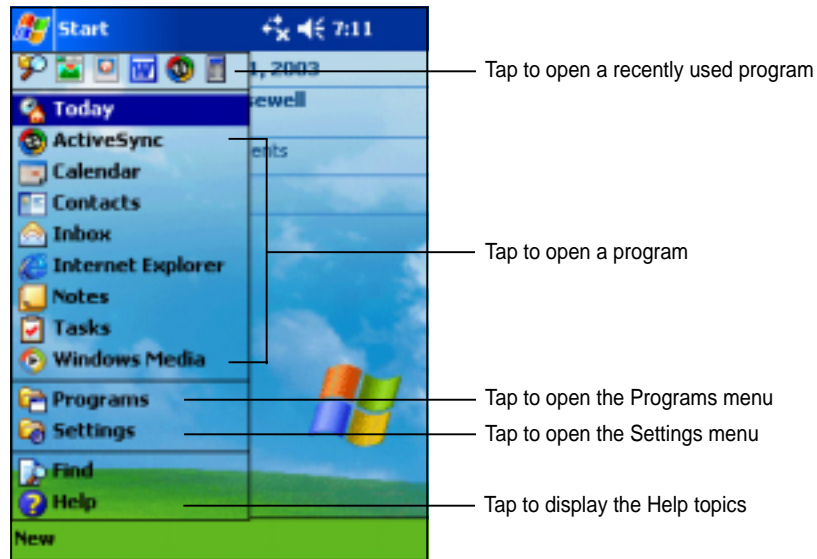 Start 7:11
1, 2003
Tap to open a recently used program
sewell
Today
ActiveSync
ents
Calendar
Contacts
Inbox
Tap to open a program
Internet Explorer
Notes
Tasks
Windows Media
Programs
Tap to open the Programs menu
Settings
Tap to open the Settings menu
Find
Help
Tap to display the Help topics
New